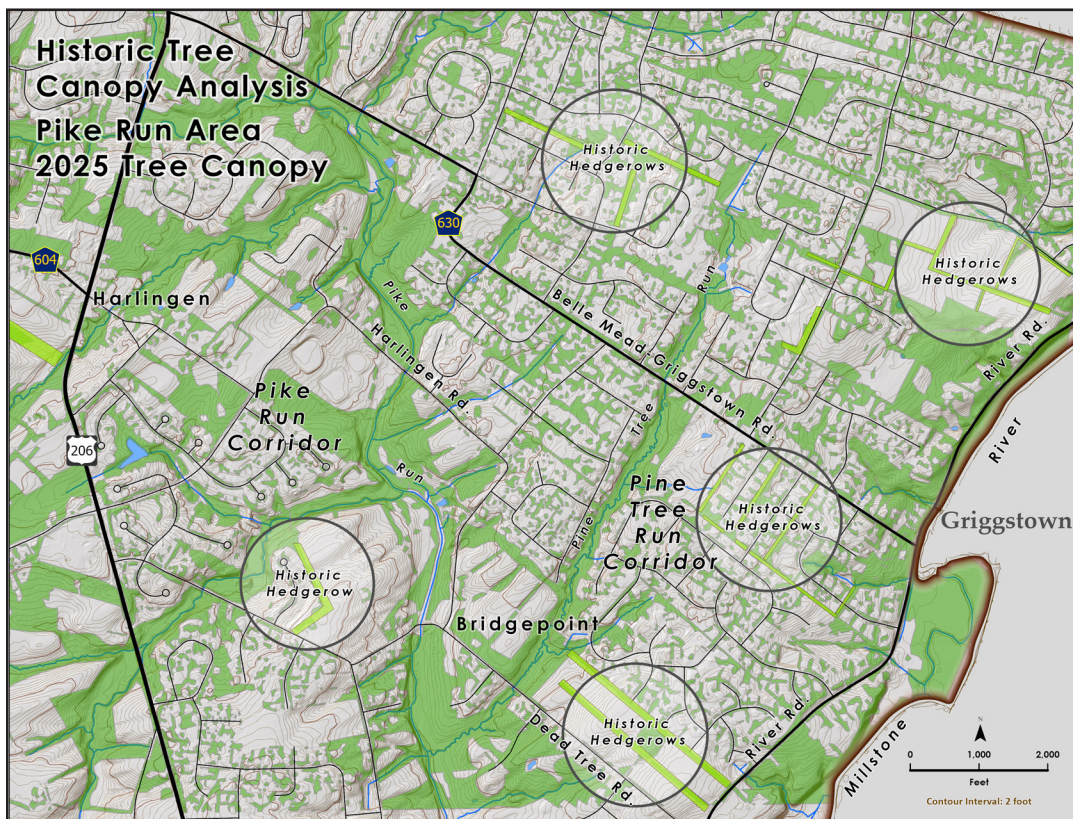 Historic Tree
Canopy Analysis
Pike Run Area
2025 Tree Canopy
Historic
Hedgerows
630
604
Harlingen
Historic
Hedgerows
Pike
Run
Belle Mead-Griggstown Rd.
Harlingen Rd.
River Rd.
Pike
Run
Corridor
206
Tree
River
Run
Pine
Tree
Run
Corridor
Historic
Hedgerows
Griggstown
Pine
Historic
Hedgerow
Bridgepoint
Historic
Hedgerows
Dead Tree Rd.
River Rd.
Millstone
N
0 1,000 2,000
Feet
Contour Interval: 2 foot